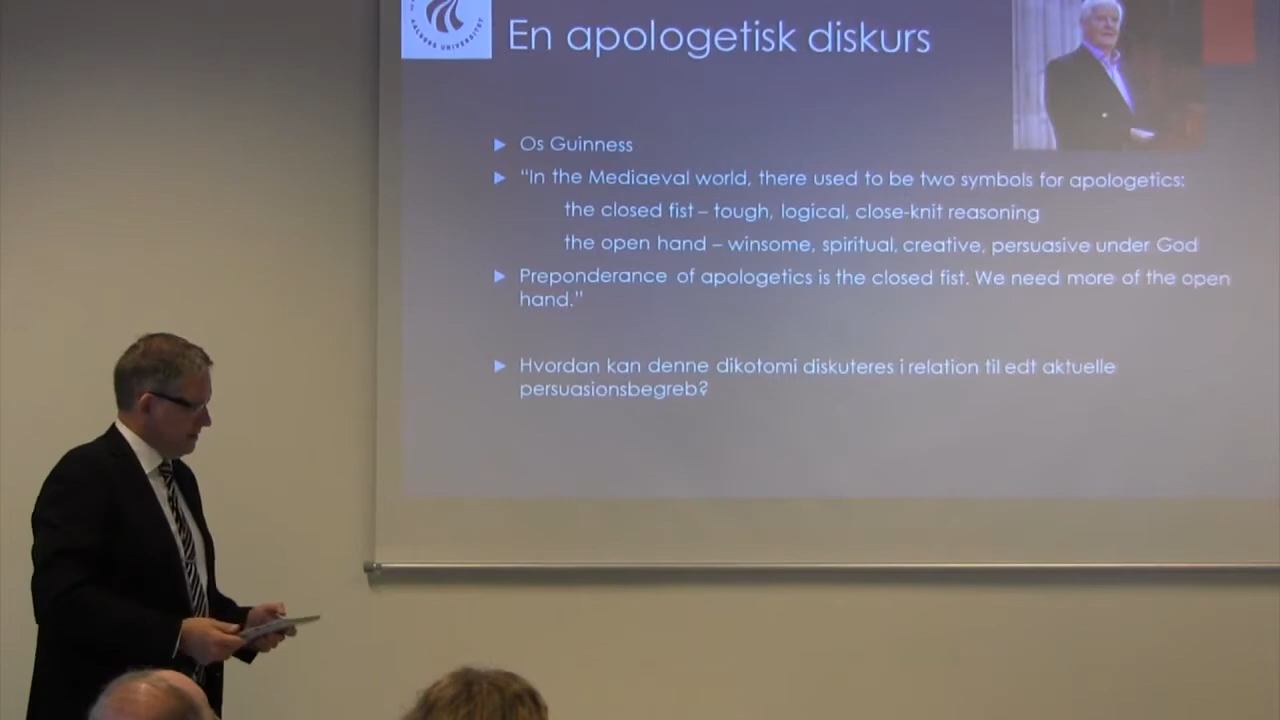 AALBORG UNIVERSITET
En apologetisk diskurs
Os Guinness
“In the Mediaeval world, there used to be two symbols for apologetics:
the closed fist – tough, logical, close-knit reasoning
the open hand – winsome, spiritual, creative, persuasive under God
Preponderance of apologetics is the closed fist. We need more of the open
hand.”
Hvordan kan denne dikotomi diskuteres i relation til edt aktuelle
persuasionsbegreb?